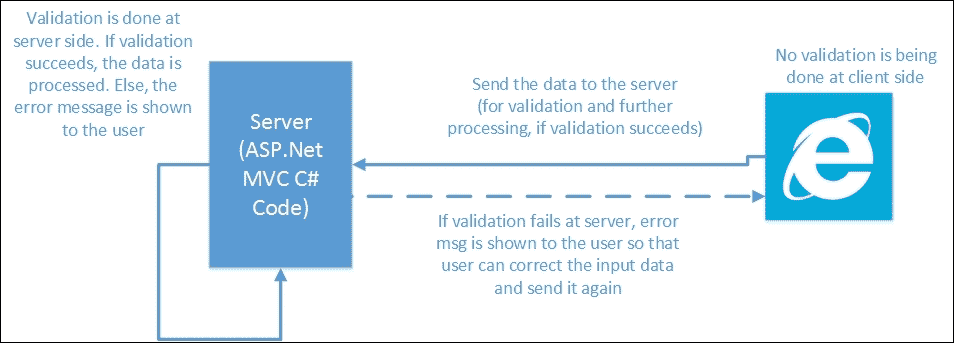 Validation is done at
server side. If validation
succeeds, the data is
processed. Else, the
error message is shown
to the user
Server
(ASP.Net
MVC C#
Code)
Send the data to the server
(for validation and further
processing, if validation succeeds)
If validation fails at server, error
msg is shown to the user so that
user can correct the input data
and send it again
No validation is being
done at client side